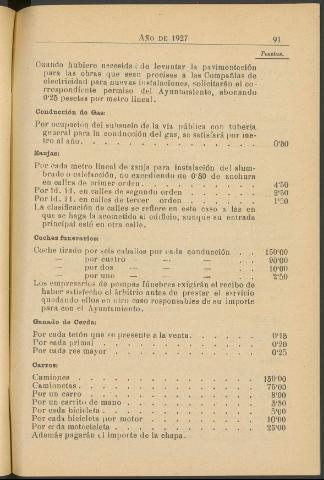 AÑO DE 1927
91
Pesetas.
Cuando hubiere necesidad de levantar la pavimentación
para las obras que sean precisas a las Compañías de
electricidad para nuevas instalaciones, solicitarán el co-
rrespondiente permiso del Ayuntamiento, abonando
0'25 pesetas por metro lineal.
Conducción de Gas:
Por ocupación del subsuelo de la vía pública con tubería
general para la conducción del gas, se satisfará por me-
tro al año. 0'50
Zanjas:
Por cada metro lineal de zanja para instalación del alum-
brado o calefacción, no excediendo de 0'80 de anchura
en calles de primer orden. 4'50
Por id. id. en calles de segundo orden 2'50
Por id. id. en calles de tercer orden 1'50
La clasificación de calles se refiere en este caso a las en
que se haga la acometida al edificio, aunque su entrada
principal esté en otra calle.
Coches funerarios:
Coche tirado por seis caballos por cada conducción 150'00
— por cuatro — — — 90'00
— por dos — — — 10'00
— por uno — — — 2'50
Los empresarios de pompas fúnebres exigirán el recibo de
haber satisfecho el árbitrio antes de prestar el servicio
quedando ellos en otro caso responsables de su importe
para con el Ayuntamiento.
Ganado de Cerda:
Por cada tetón que se presente a la venta. 0'15
Por cada primal 0'20
Por cada res mayor 0'25
Carros:
Camiones 150'00
Camionetas. 75'00
Por un carro 8'00
Por un carrito de mano 5'50
Por cada bicicleta 5'00
Por cada bicicleta por motor 10'00
Por cada motocicleta 25'00
Además pagarán el importe de la chapa.